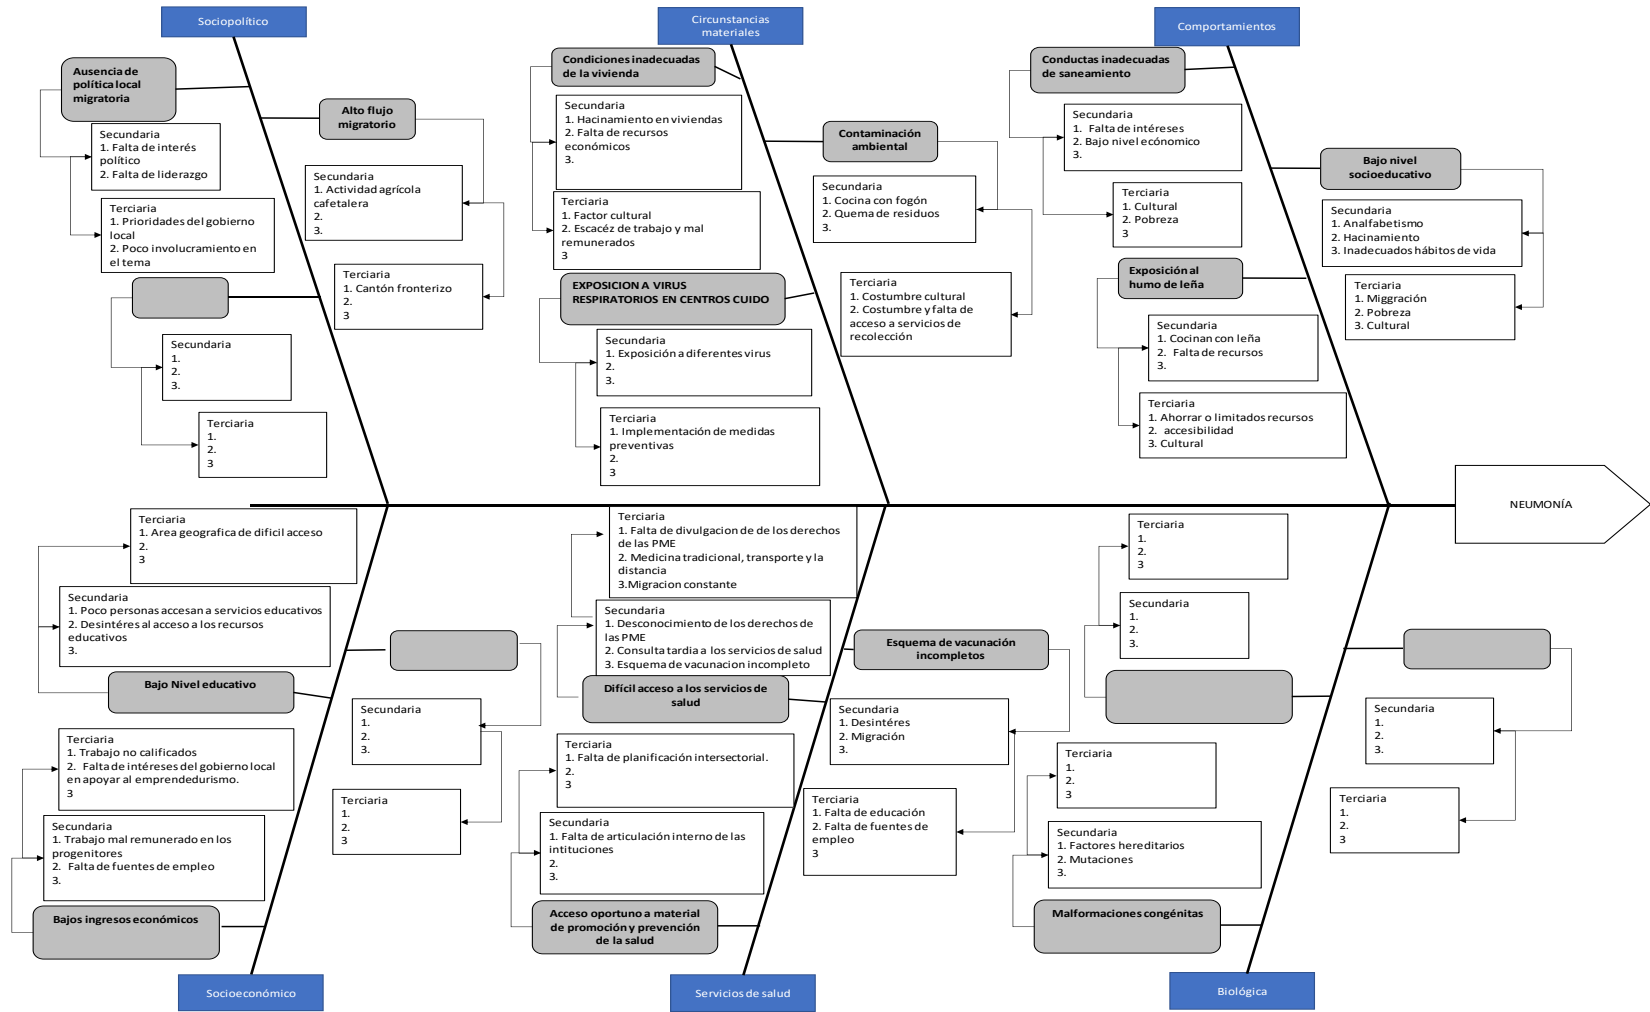 Sociopolítico
Ausencia de
política local
migratoria
Secundaria
1. Falta de interés
político
2. Falta de liderazgo
Terciaria
1. Prioridades del gobierno
local
2. Poco involucramiento en
el tema
Alto flujo
migratorio
Secundaria
1. Actividad agrícola
cafetalera
2.
3.
Terciaria
1. Cantón fronterizo
2.
3
Secundaria
1.
2.
3.
Terciaria
1.
2.
3
Circunstancias
materiales
Condiciones inadecuadas
de la vivienda
Secundaria
1. Hacinamiento en viviendas
2. Falta de recursos
económicos
3.
Terciaria
1. Factor cultural
2. Escacéz de trabajo y mal
remunerados
3
Contaminación
ambiental
Secundaria
1. Cocina con fogón
2. Quema de residuos
3.
Terciaria
1. Costumbre cultural
2. Costumbre y falta de
acceso a servicios de
recolección
EXPOSICION A VIRUS
RESPIRATORIOS EN CENTROS CUIDO
Secundaria
1. Exposición a diferentes virus
2.
3.
Terciaria
1. Implementación de medidas
preventivas
2.
3
Comportamientos
Conductas inadecuadas
de saneamiento
Secundaria
1. Falta de intéreses
2. Bajo nivel ecónomico
3.
Terciaria
1. Cultural
2. Pobreza
3
Bajo nivel
socioeducativo
Secundaria
1. Analfabetismo
2. Hacinamiento
3. Inadecuados hábitos de vida
Terciaria
1. Miggración
2. Pobreza
3. Cultural
Exposición al
humo de leña
Secundaria
1. Cocinan con leña
2. Falta de recursos
3.
Terciaria
1. Ahorrar o limitados recursos
2. accesibilidad
3. Cultural
NEUMONÍA
Terciaria
1. Area geografica de dificil acceso
2.
3
Secundaria
1. Poco personas accesan a servicios educativos
2. Desintéres al acceso a los recursos
educativos
3.
Bajo Nivel educativo
Secundaria
1.
2.
3.
Terciaria
1.
2.
3
Terciaria
1. Trabajo no calificados
2. Falta de intéreses del gobierno local
en apoyar al emprendedurismo.
3
Secundaria
1. Trabajo mal remunerado en los
progenitores
2. Falta de fuentes de empleo
3.
Bajos ingresos económicos
Socioeconómico
Terciaria
1. Falta de divulgacion de de los derechos
de las PME
2. Medicina tradicional, transporte y la
distancia
3.Migracion constante
Secundaria
1. Desconocimiento de los derechos de
las PME
2. Consulta tardia a los servicios de salud
3. Esquema de vacunacion incompleto
Difícil acceso a los servicios de
salud
Esquema de vacunación
incompletos
Secundaria
1. Desintéres
2. Migración
3.
Terciaria
1. Falta de educación
2. Falta de fuentes de
empleo
3
Terciaria
1. Falta de planificación intersectorial.
2.
3
Secundaria
1. Falta de articulación interno de las
intituciones
2.
3.
Acceso oportuno a material
de promoción y prevención
de la salud
Servicios de salud
Terciaria
1.
2.
3
Secundaria
1.
2.
3.
Secundaria
1.
2.
3.
Terciaria
1.
2.
3
Terciaria
1.
2.
3
Secundaria
1. Factores hereditarios
2. Mutaciones
3.
Malformaciones congénitas
Biológica